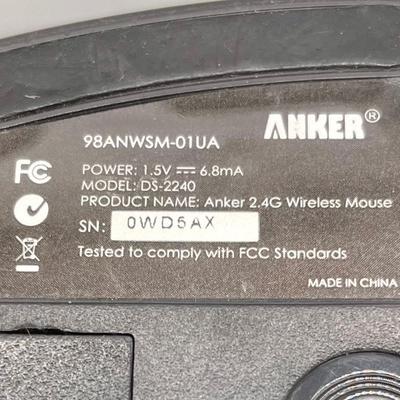 98ANWSM-01UA ANKER®
FC
POWER: 1.5V ⎓ 6.8mA
MODEL: DS-2240
PRODUCT NAME: Anker 2.4G Wireless Mouse
SN: 0WD5AX
Tested to comply with FCC Standards
MADE IN CHINA